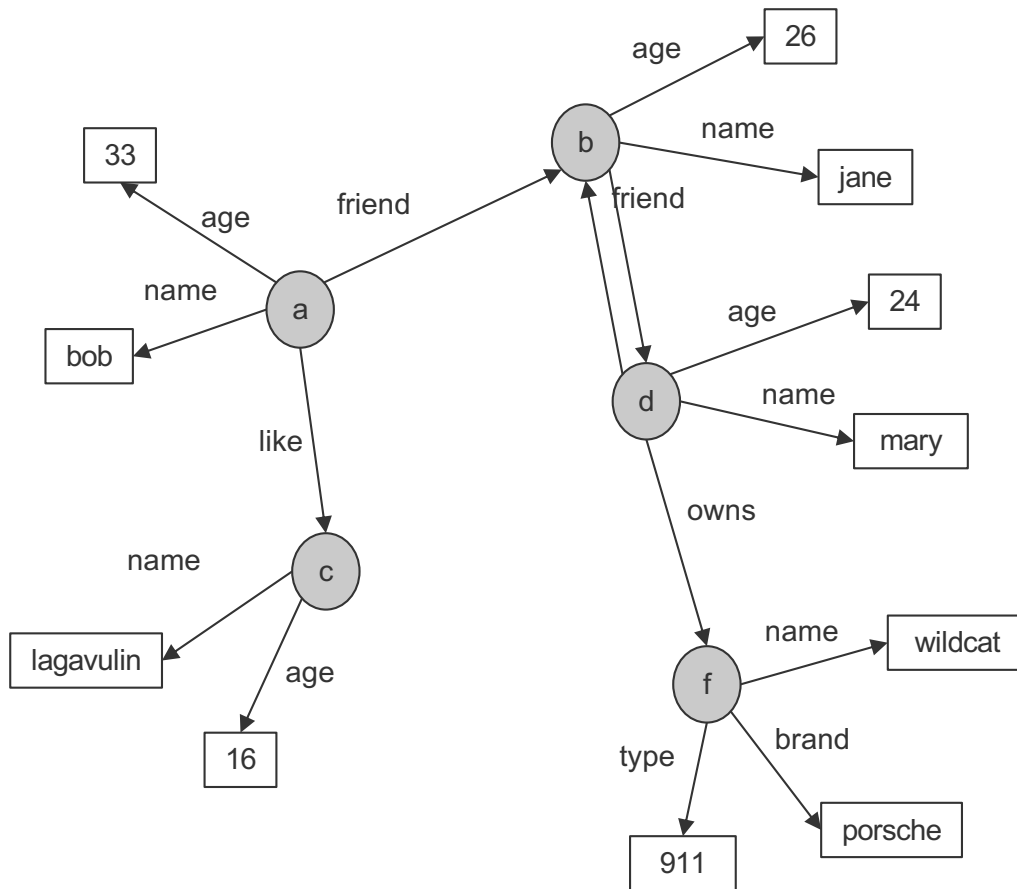 26
age
b
name
jane
33
friend
friend
age
name
a
24
age
bob
d
name
mary
like
owns
name
c
name
wildcat
lagavulin
age
f
brand
type
16
porsche
911